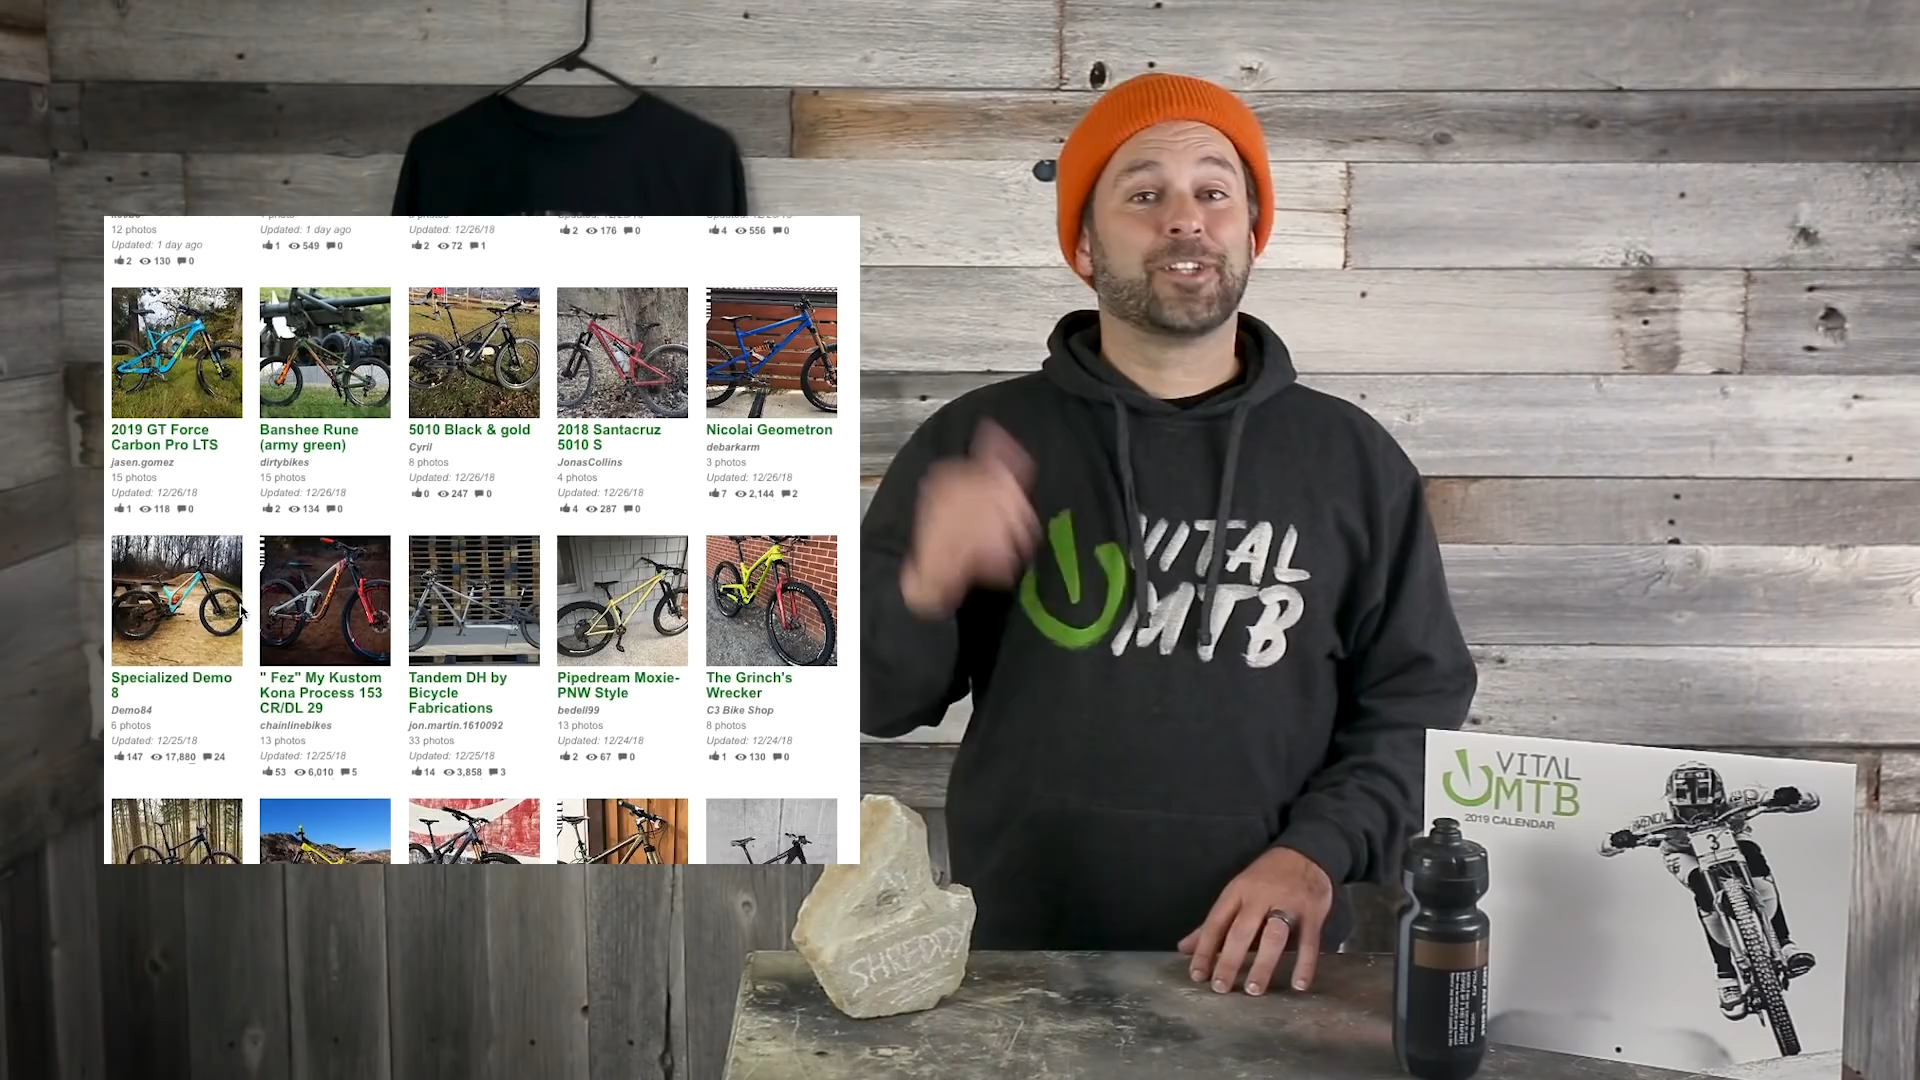 12 photos
Updated: 1 day ago
2 130 0
Updated: 1 day ago
1 549 0
Updated: 12/26/18
2 72 1
2 176 0
4 556 0
2019 GT Force
Carbon Pro LTS
jasen.gomez
15 photos
Updated: 12/26/18
1 118 0
Banshee Rune
(army green)
dirtybikes
15 photos
Updated: 12/26/18
2 134 0
5010 Black & gold
Cyril
8 photos
Updated: 12/26/18
0 247 0
2018 Santacruz
5010 S
JonasCollins
4 photos
Updated: 12/26/18
4 287 0
Nicolai Geometron
debarkarm
3 photos
Updated: 12/26/18
7 2,144 2
Specialized Demo
8
Demo84
6 photos
Updated: 12/25/18
147 17,880 24
" Fez" My Kustom
Kona Process 153
CR/DL 29
chainlinebikes
13 photos
Updated: 12/25/18
53 6,010 5
Tandem DH by
Bicycle
Fabrications
jon.martin.1610092
33 photos
Updated: 12/25/18
14 3,858 3
Pipedream Moxie-
PNW Style
bedell99
13 photos
Updated: 12/24/18
2 67 0
The Grinch's
Wrecker
C3 Bike Shop
8 photos
Updated: 12/24/18
1 130 0
VITAL
MTB
SHREDDY
VITAL
MTB
2019 CALENDAR
3